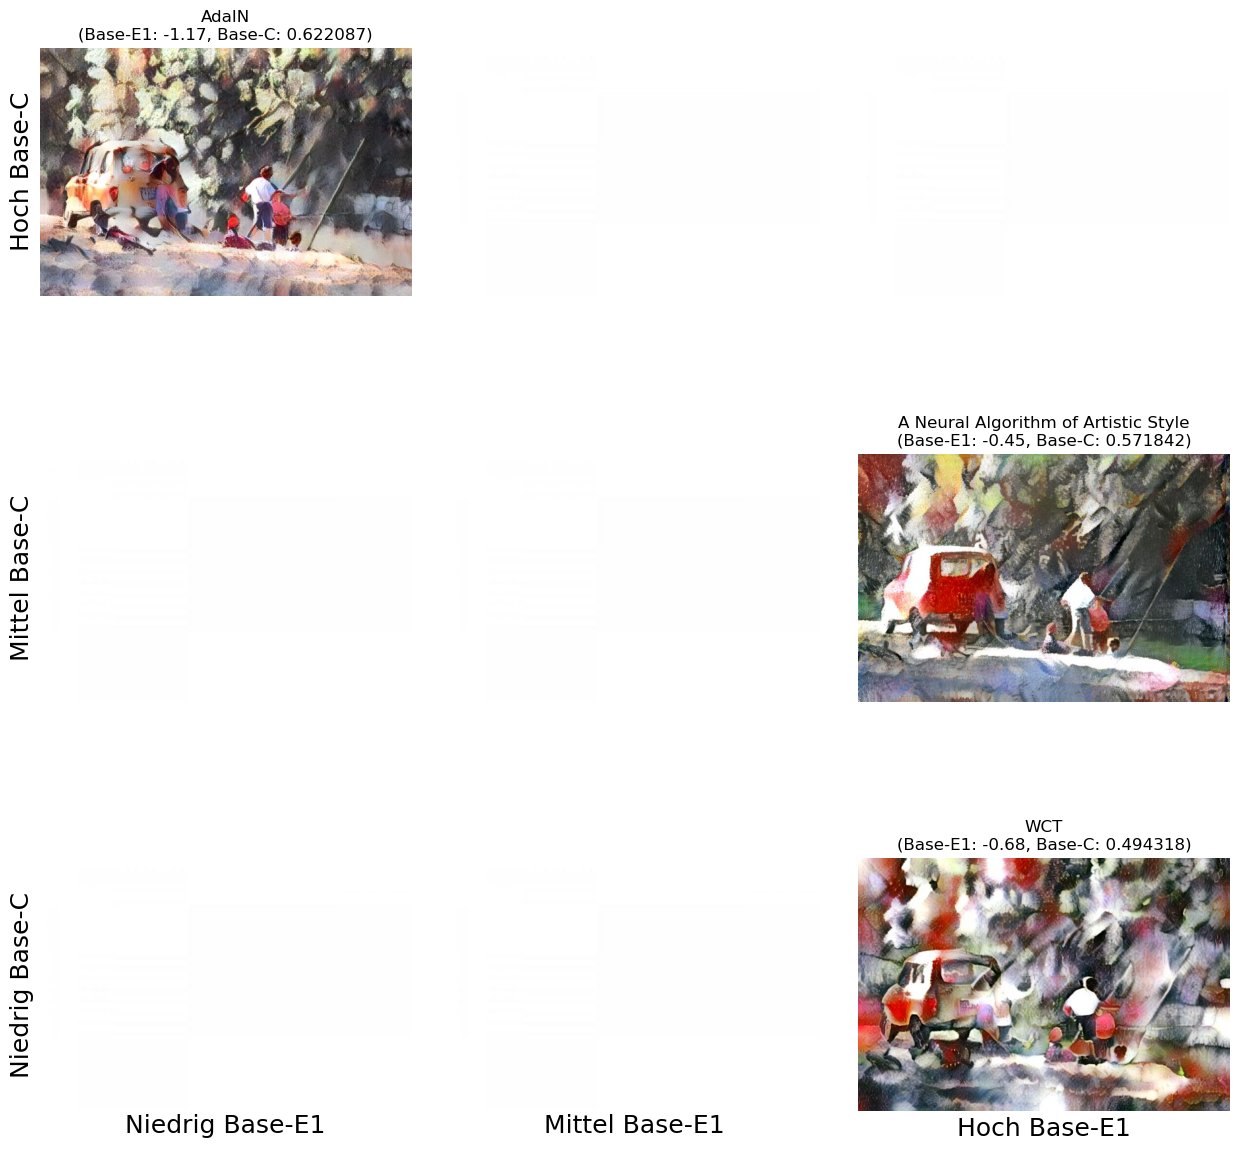 AdaIN
(Base-E1: -1.17, Base-C: 0.622087)
Hoch Base-C
A Neural Algorithm of Artistic Style
(Base-E1: -0.45, Base-C: 0.571842)
Mittel Base-C
WCT
(Base-E1: -0.68, Base-C: 0.494318)
Niedrig Base-C
Niedrig Base-E1
Mittel Base-E1
Hoch Base-E1